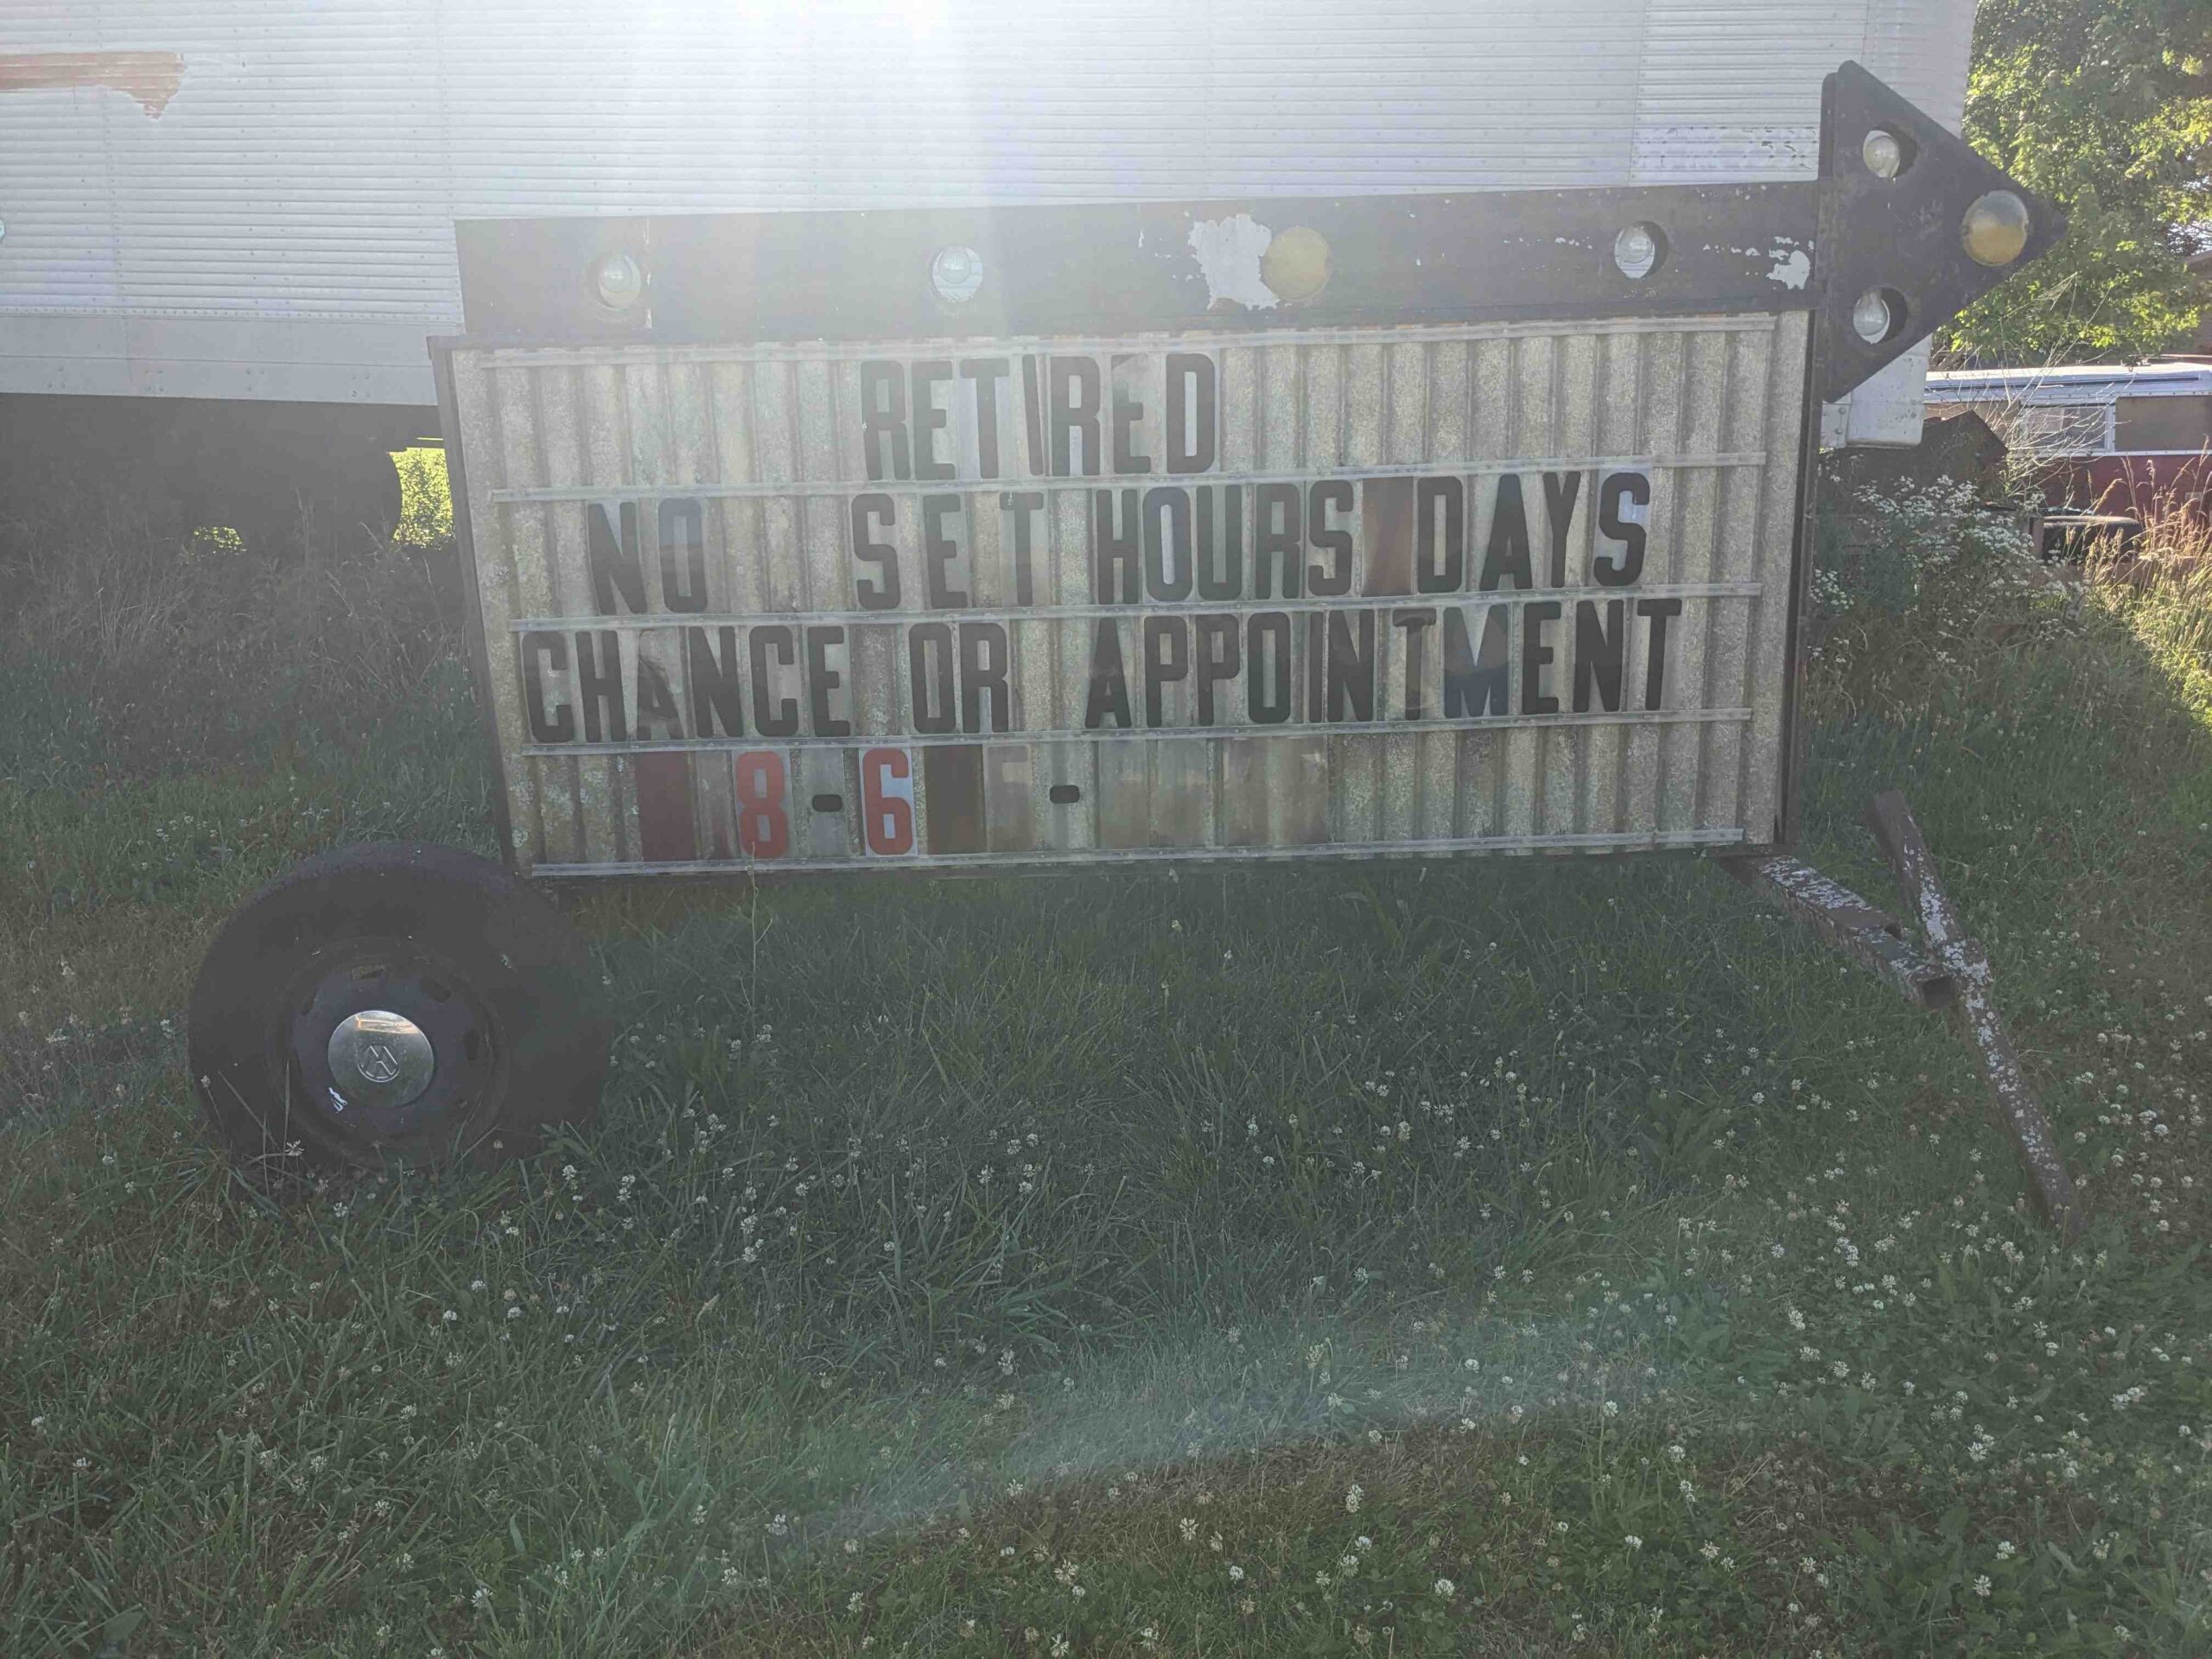 RETIRED
NO SET HOURS DAYS
CHANCE OR APPOINTMENT
8-6 -